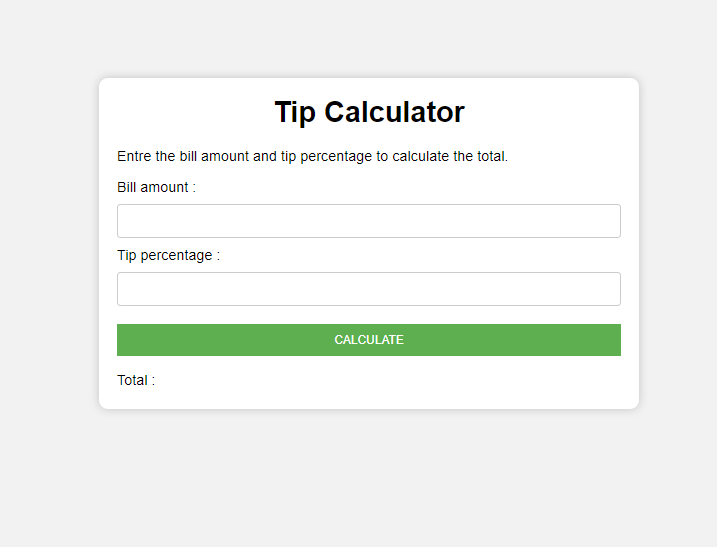 Tip Calculator
Entre the bill amount and tip percentage to calculate the total.
Bill amount :
Tip percentage :
CALCULATE
Total :